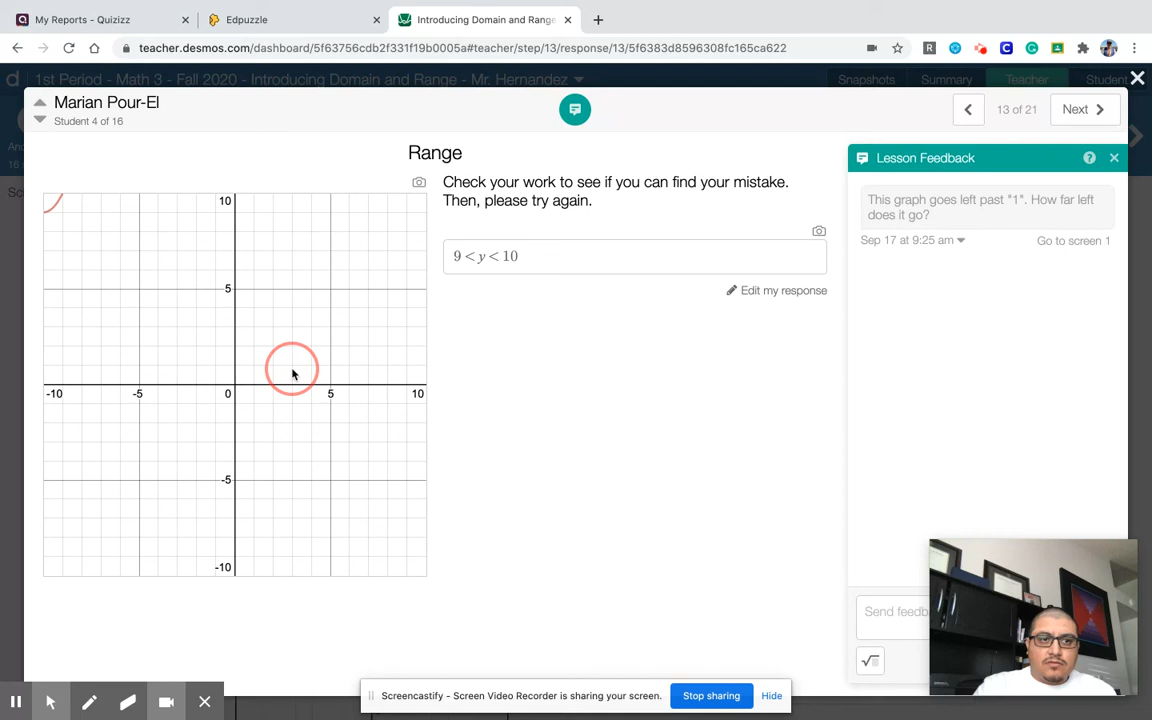 My Reports - Quizizz
Edpuzzle
Introducing Domain and Range
teacher.desmos.com/dashboard/5f63756cdb2f331f19b0005a#teacher/step/13/response/13/5f6383d8596308fc165ca622
1st Period - Math 3 - Fall 2020 - Introducing Domain and Range - Mr. Hernandez
Snapshots
Summary
Teacher
Student
Marian Pour-El
Student 4 of 16
13 of 21
Next
Range
Check your work to see if you can find your mistake.
Then, please try again.
9 < y < 10
Edit my response
10
5
-10
-5
0
5
10
-5
-10
Lesson Feedback
This graph goes left past "1". How far left
does it go?
Sep 17 at 9:25 am
Go to screen 1
Send feedb
Screencastify - Screen Video Recorder is sharing your screen.
Stop sharing
Hide